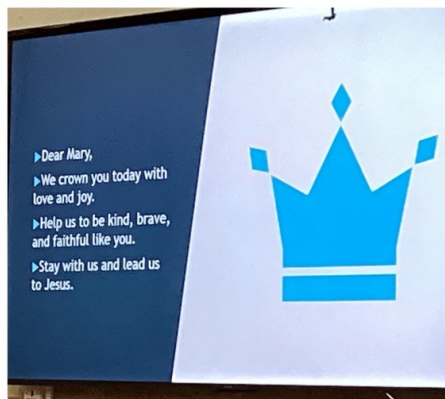 ▶Dear Mary,
▶We crown you today with
love and joy.
▶Help us to be kind, brave,
and faithful like you.
▶Stay with us and lead us
to Jesus.